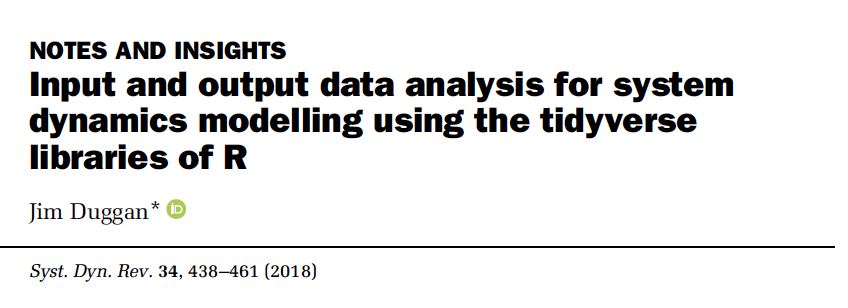 NOTES AND INSIGHTS
Input and output data analysis for system
dynamics modelling using the tidyverse
libraries of R
Jim Duggan* iD
Syst. Dyn. Rev. 34, 438–461 (2018)